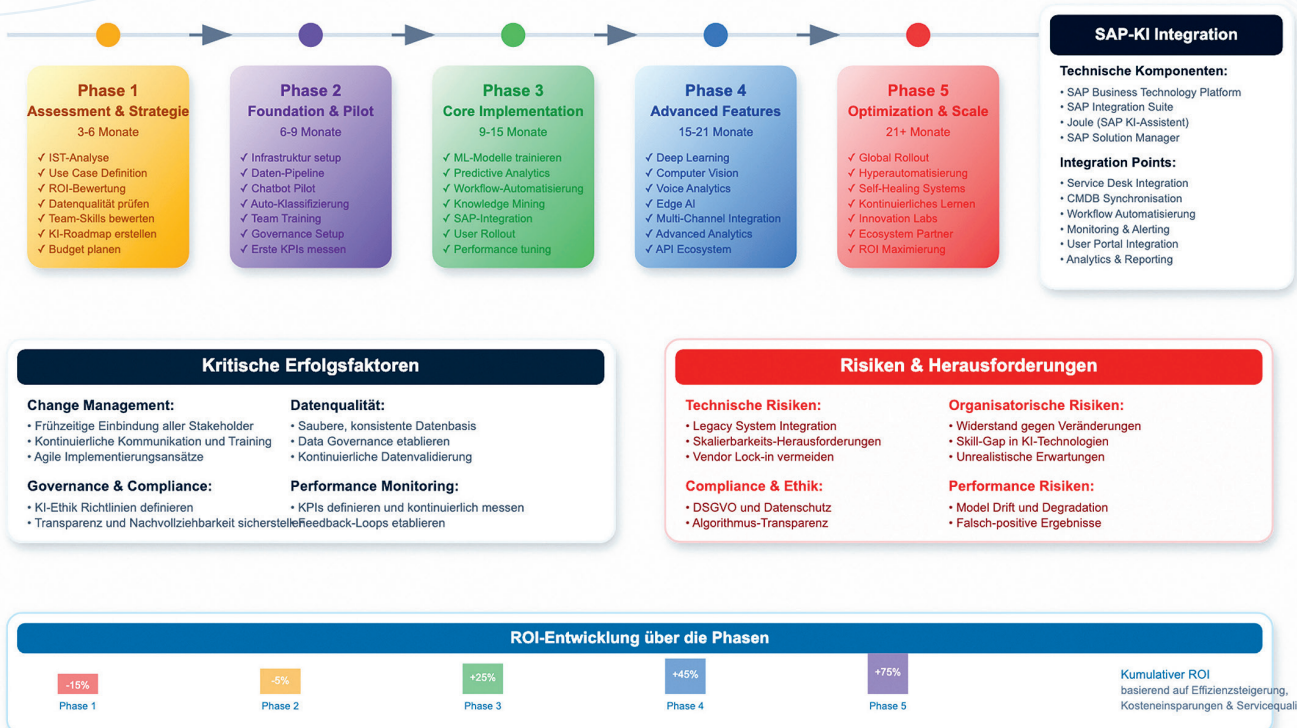 Phase 1
Assessment & Strategie
3-6 Monate
✓ IST-Analyse
✓ Use Case Definition
✓ ROI-Bewertung
✓ Datenqualität prüfen
✓ Team-Skills bewerten
✓ KI-Roadmap erstellen
✓ Budget planen
Phase 2
Foundation & Pilot
6-9 Monate
✓ Infrastruktur setup
✓ Daten-Pipeline
✓ Chatbot Pilot
✓ Auto-Klassifizierung
✓ Team Training
✓ Governance Setup
✓ Erste KPIs messen
Phase 3
Core Implementation
9-15 Monate
✓ ML-Modelle trainieren
✓ Predictive Analytics
✓ Workflow-Automatisierung
✓ Knowledge Mining
✓ SAP-Integration
✓ User Rollout
✓ Performance tuning
Phase 4
Advanced Features
15-21 Monate
✓ Deep Learning
✓ Computer Vision
✓ Voice Analytics
✓ Edge AI
✓ Multi-Channel Integration
✓ Advanced Analytics
✓ API Ecosystem
Phase 5
Optimization & Scale
21+ Monate
✓ Global Rollout
✓ Hyperautomatisierung
✓ Self-Healing Systems
✓ Kontinuierliches Lernen
✓ Innovation Labs
✓ Ecosystem Partner
✓ ROI Maximierung
SAP-KI Integration
Technische Komponenten:
• SAP Business Technology Platform
• SAP Integration Suite
• Joule (SAP KI-Assistent)
• SAP Solution Manager
Integration Points:
• Service Desk Integration
• CMDB Synchronisation
• Workflow Automatisierung
• Monitoring & Alerting
• User Portal Integration
• Analytics & Reporting
Kritische Erfolgsfaktoren
Change Management:
• Frühzeitige Einbindung aller Stakeholder
• Kontinuierliche Kommunikation und Training
• Agile Implementierungsansätze
Datenqualität:
• Saubere, konsistente Datenbasis
• Data Governance etablieren
• Kontinuierliche Datenvalidierung
Governance & Compliance:
• KI-Ethik Richtlinien definieren
• Transparenz und Nachvollziehbarkeit sicherstellen
Performance Monitoring:
• KPIs definieren und kontinuierlich messen
• Feedback-Loops etablieren
Risiken & Herausforderungen
Technische Risiken:
• Legacy System Integration
• Skalierbarkeits-Herausforderungen
• Vendor Lock-in vermeiden
Organisatorische Risiken:
• Widerstand gegen Veränderungen
• Skill-Gap in KI-Technologien
• Unrealistische Erwartungen
Compliance & Ethik:
• DSGVO und Datenschutz
• Algorithmus-Transparenz
Performance Risiken:
• Model Drift und Degradation
• Falsch-positive Ergebnisse
ROI-Entwicklung über die Phasen
-15%
Phase 1
-5%
Phase 2
+25%
Phase 3
+45%
Phase 4
+75%
Phase 5
Kumulativer ROI
basierend auf Effizienzsteigerung,
Kosteneinsparungen & Servicequali